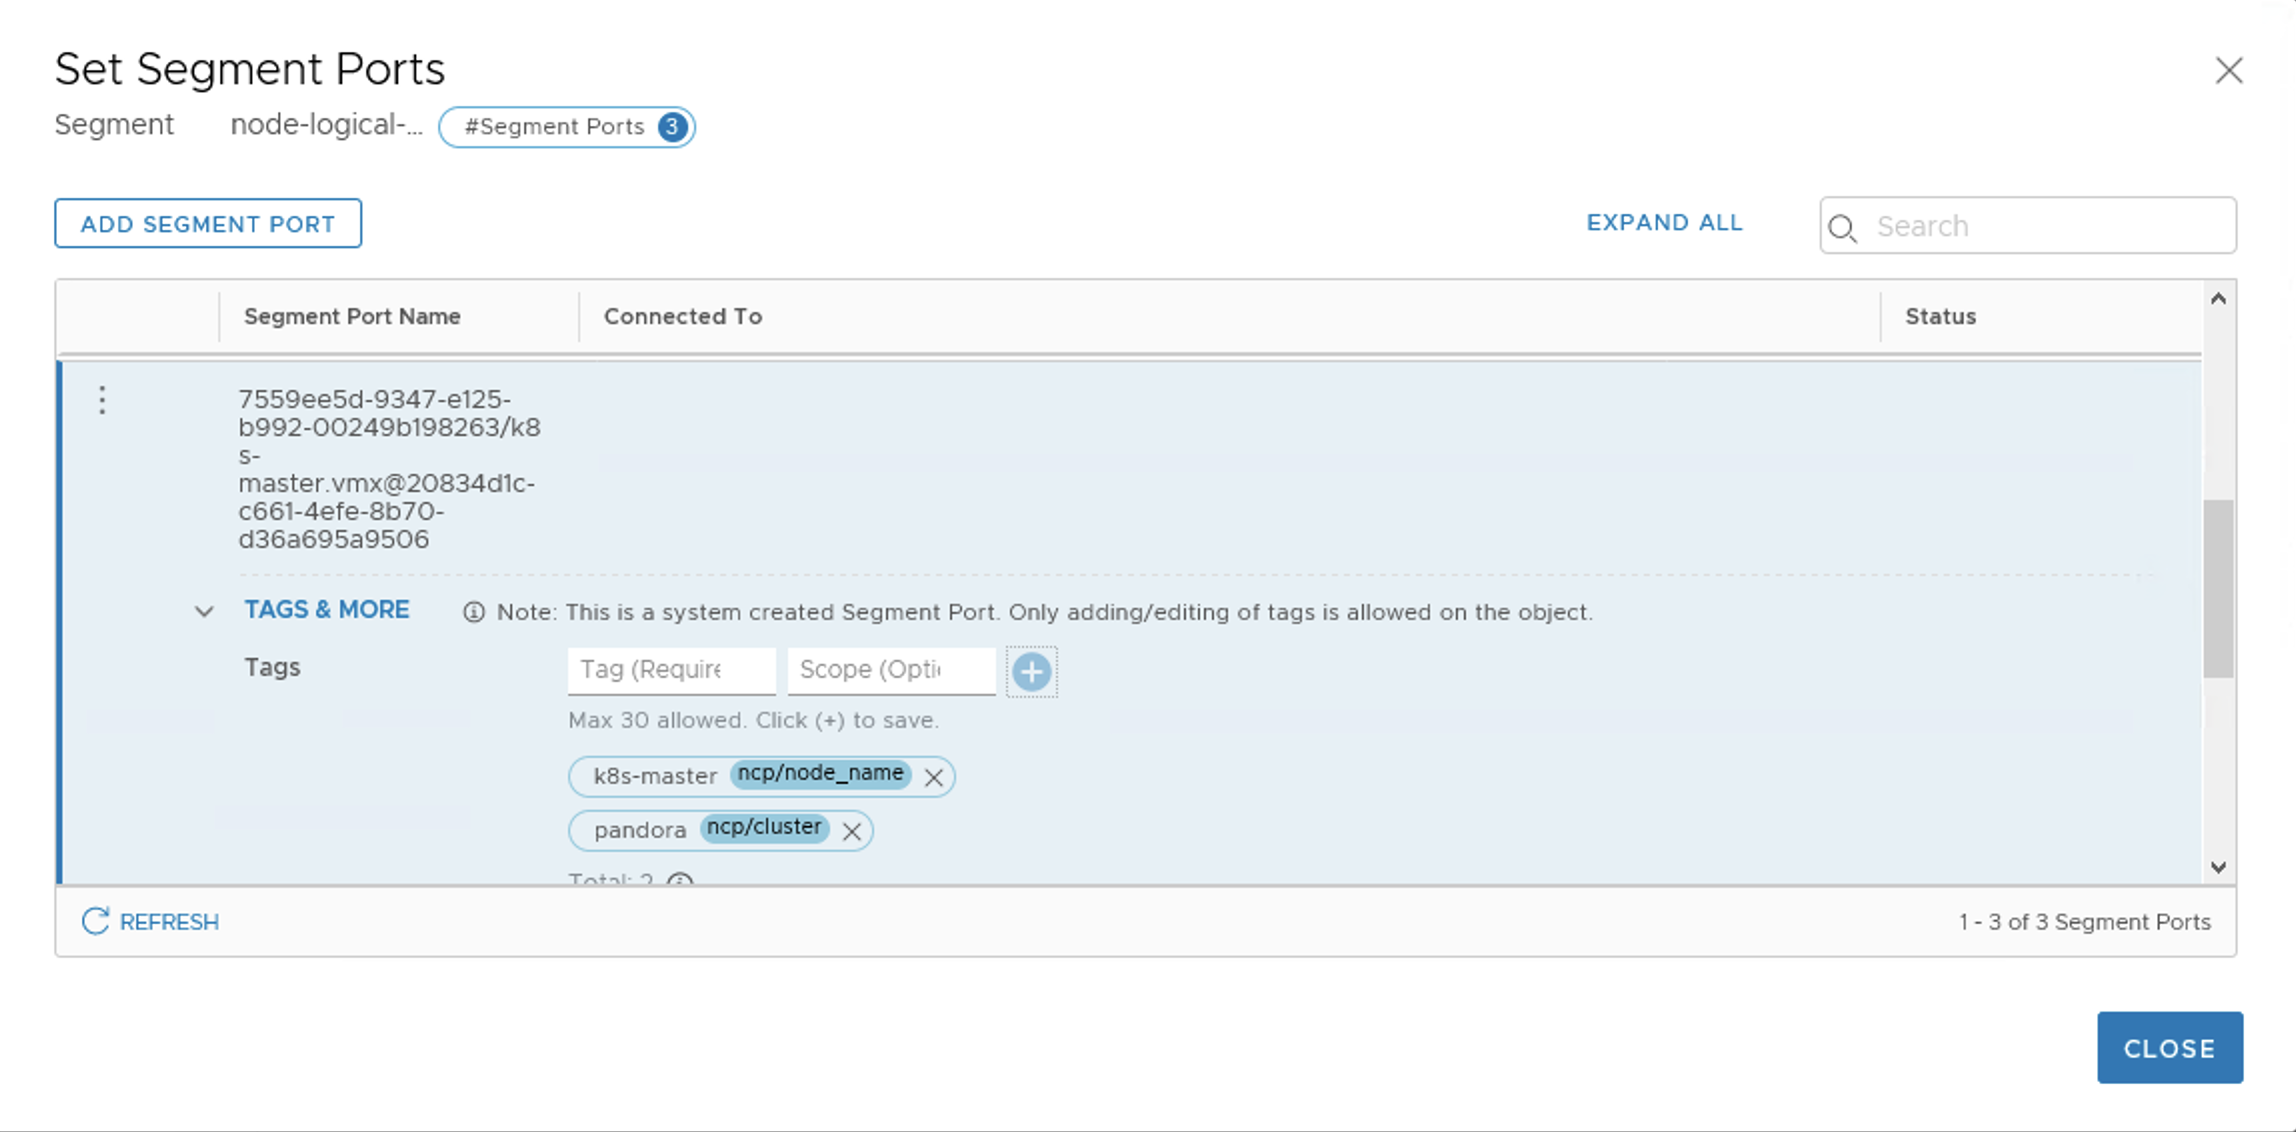 Set Segment Ports
Segment node-logical-... #Segment Ports 3
ADD SEGMENT PORT EXPAND ALL Search
Segment Port Name Connected To Status
7559ee5d-9347-e125-
b992-00249b198263/k8
s-
master.vmx@20834d1c-
c661-4efe-8b70-
d36a695a9506
TAGS & MORE Note: This is a system created Segment Port. Only adding/editing of tags is allowed on the object.
Tags Tag (Require Scope (Opti
Max 30 allowed. Click (+) to save.
k8s-master ncp/node_name
pandora ncp/cluster
Total: 2
REFRESH 1 - 3 of 3 Segment Ports
CLOSE